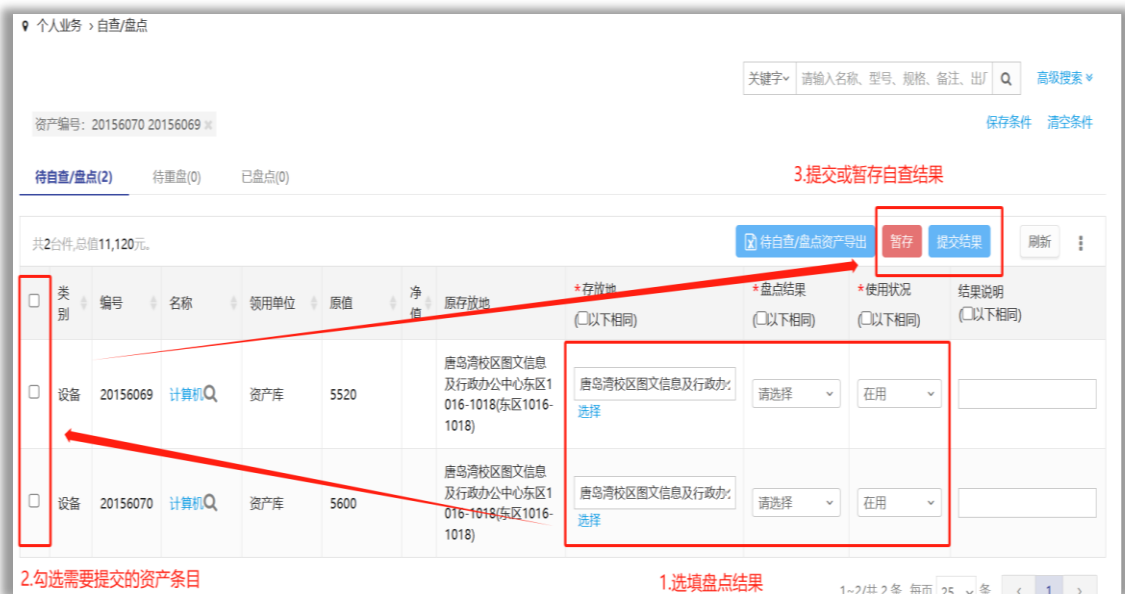 个人业务 › 自查/盘点
关键字 请输入名称、型号、规格、备注、出厂 高级搜索
资产编号: 20156070 20156069 ×
保存条件 清空条件
待自查/盘点(2) 待重盘(0) 已盘点(0)
3.提交或暂存自查结果
共2台件,总值11,120元。 待自查/盘点资产导出 暂存 提交结果 刷新
类别 编号 名称 领用单位 原值 净值 原存放地 *存放地 *盘点结果 *使用状况 结果说明
(以下相同) (以下相同) (以下相同) (以下相同)
唐岛湾校区图文信息
及行政办公中心东区1
016-1018(东区1016-
1018)
设备 20156069 计算机 资产库 5520 唐岛湾校区图文信息及行政办 请选择 在用
选择
唐岛湾校区图文信息
及行政办公中心东区1
016-1018(东区1016-
1018)
设备 20156070 计算机 资产库 5600 唐岛湾校区图文信息及行政办 请选择 在用
选择
2.勾选需要提交的资产条目
1.选填盘点结果
1~2/共 2 条 每页 25 条 ‹ 1 ›